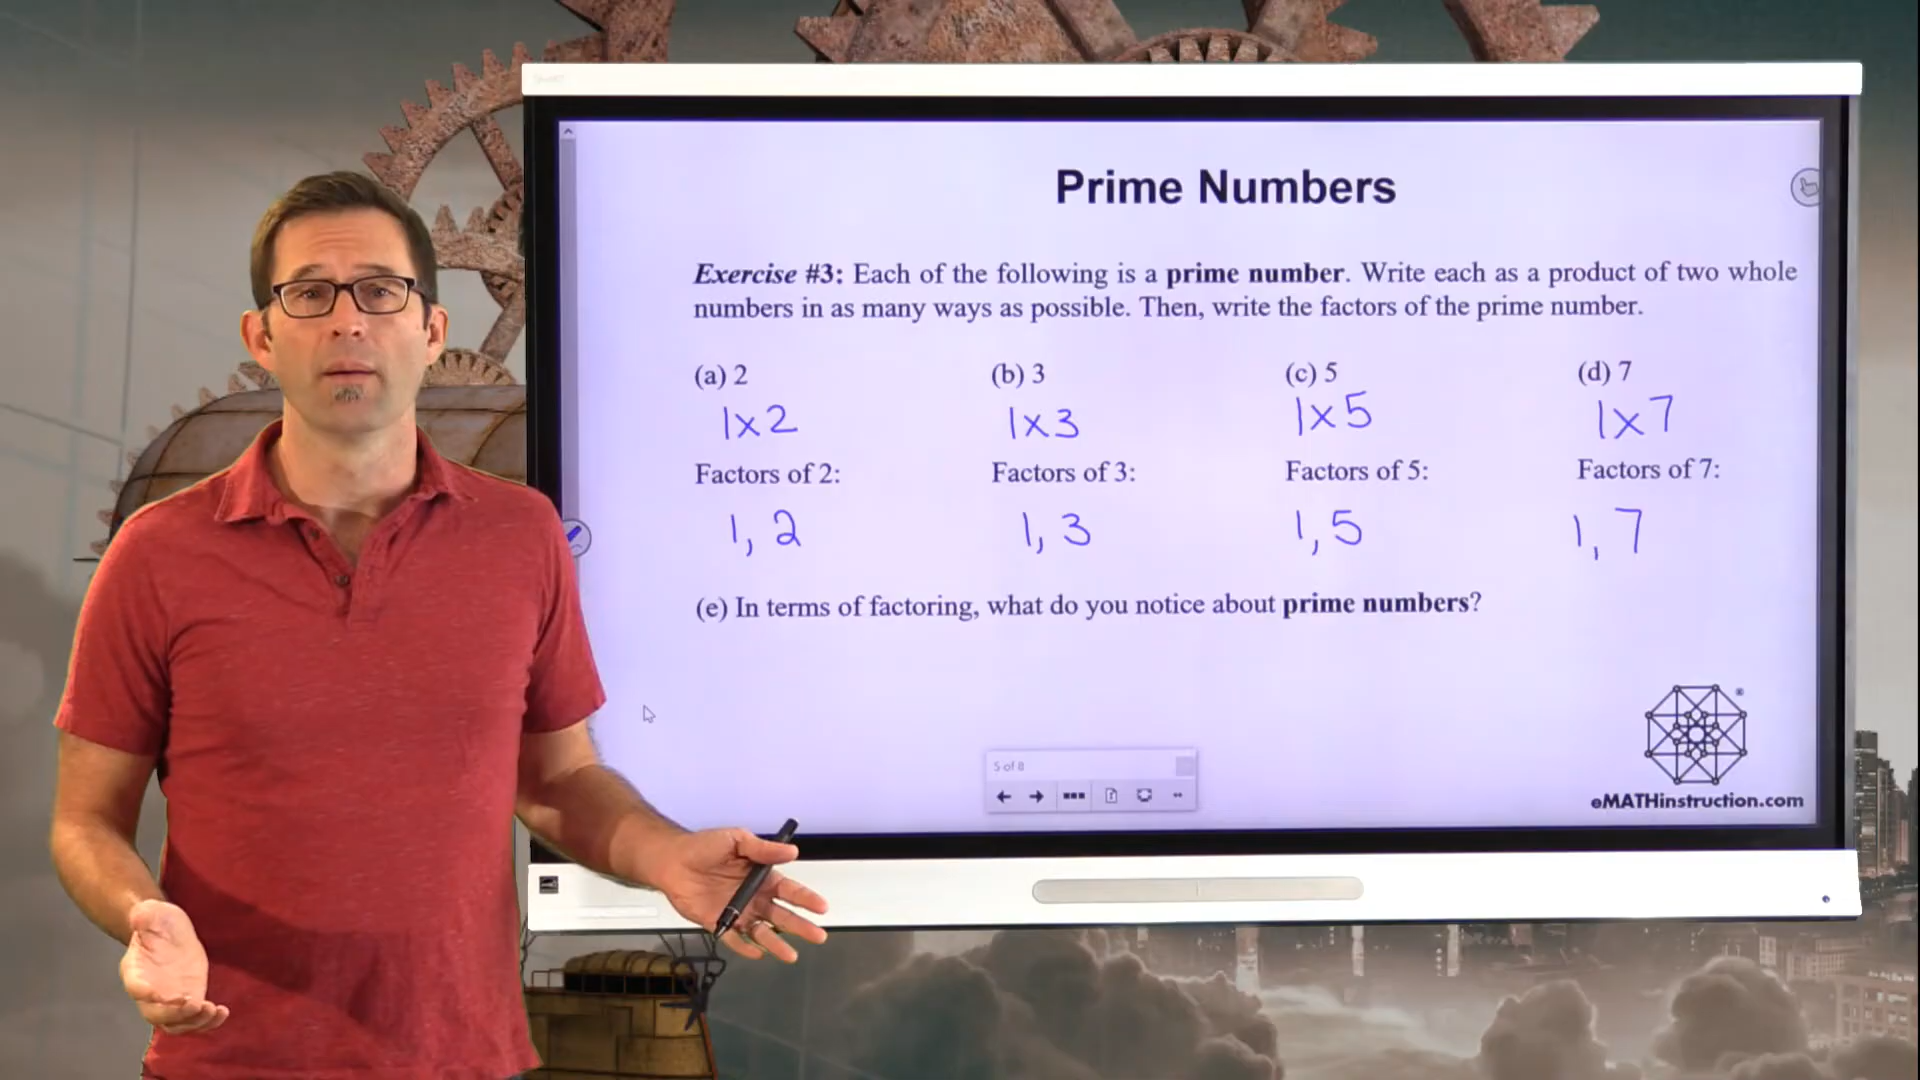 Prime Numbers
Exercise #3: Each of the following is a prime number. Write each as a product of two whole
numbers in as many ways as possible. Then, write the factors of the prime number.
(a) 2 (b) 3 (c) 5 (d) 7
1x2 1x3 1x5 1x7
Factors of 2: Factors of 3: Factors of 5: Factors of 7:
1, 2 1, 3 1, 5 1, 7
(e) In terms of factoring, what do you notice about prime numbers?
®
5 of 8
eMATHinstruction.com